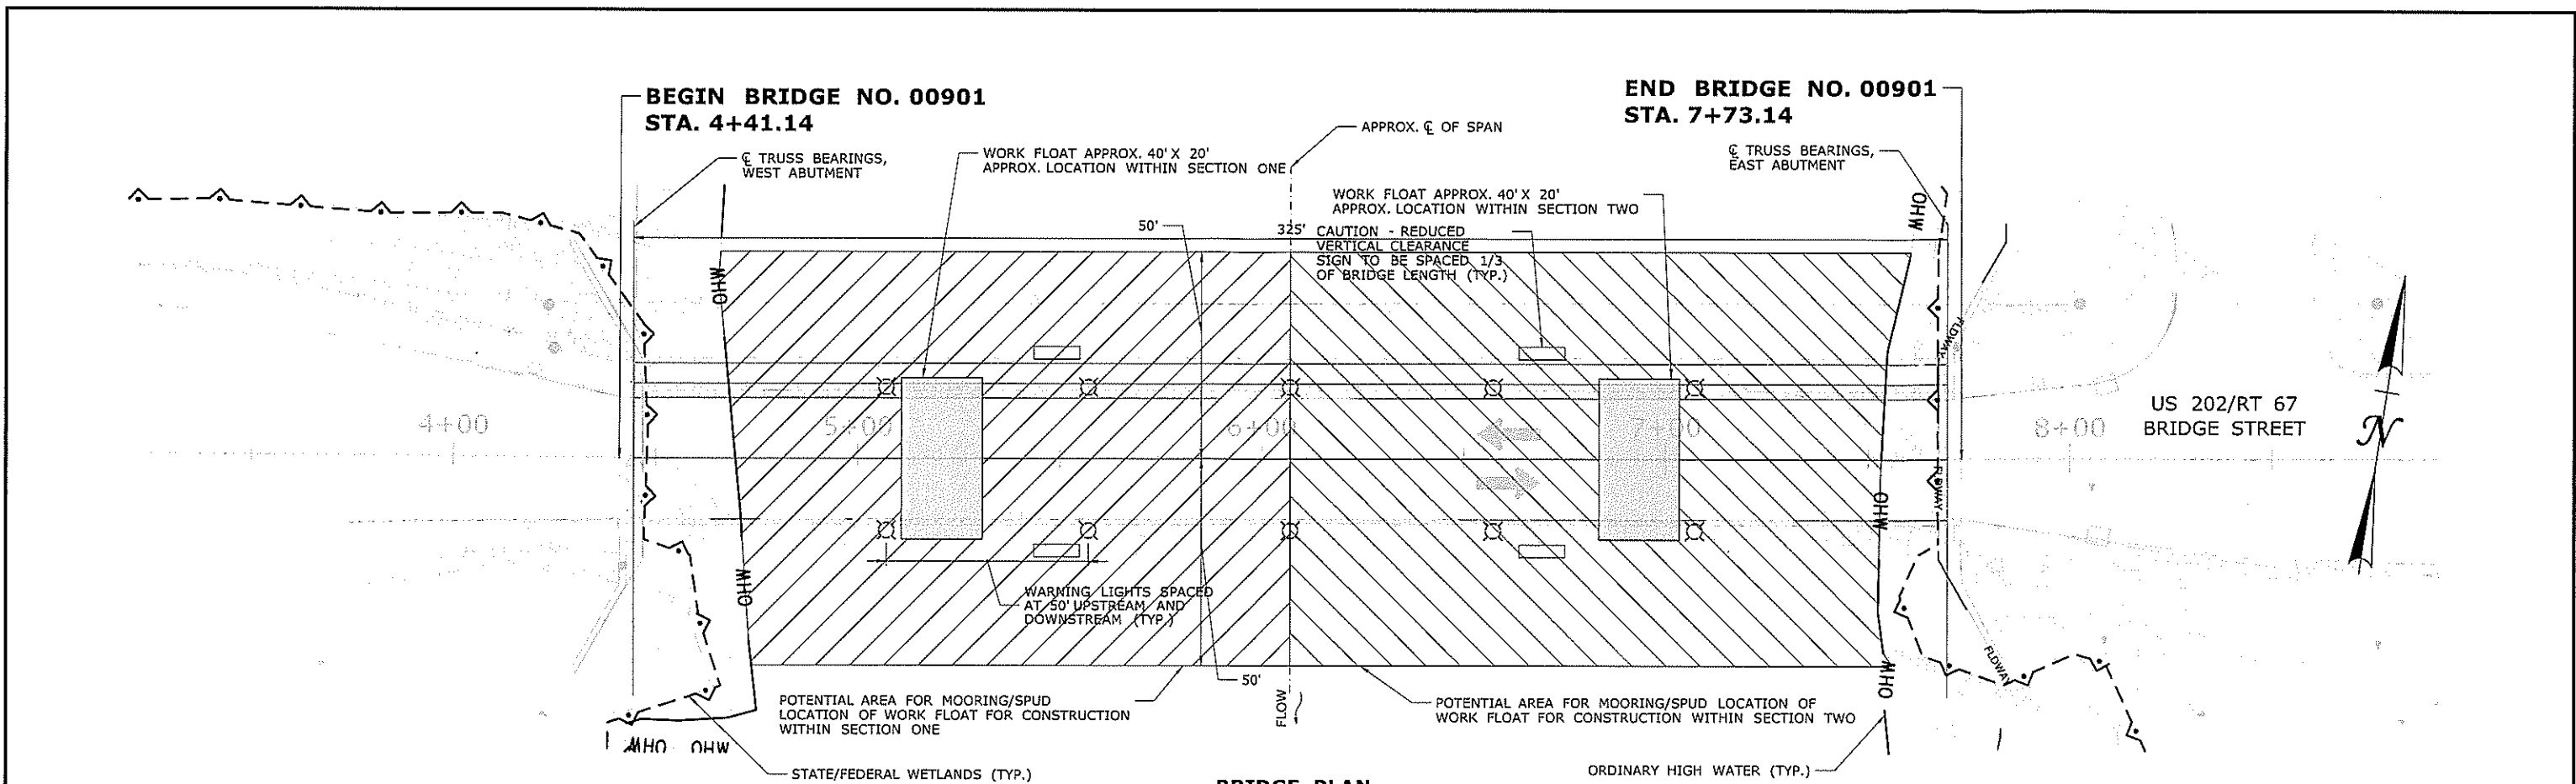 BEGIN BRIDGE NO. 00901
STA. 4+41.14
END BRIDGE NO. 00901
STA. 7+73.14
APPROX. ℄ OF SPAN
℄ TRUSS BEARINGS,
WEST ABUTMENT
WORK FLOAT APPROX. 40' X 20'
APPROX. LOCATION WITHIN SECTION ONE
℄ TRUSS BEARINGS,
EAST ABUTMENT
WORK FLOAT APPROX. 40' X 20'
APPROX. LOCATION WITHIN SECTION TWO
OHW
50'
325'
CAUTION - REDUCED
VERTICAL CLEARANCE
SIGN TO BE SPACED 1/3
OF BRIDGE LENGTH (TYP.)
OHW
FLDWAY
4+00
5+00
6+00
7+00
8+00
US 202/RT 67
BRIDGE STREET
N
FLDWAY
OHW
OHW
WARNING LIGHTS SPACED
AT 50' UPSTREAM AND
DOWNSTREAM (TYP.)
FLDWAY
OHW
50'
POTENTIAL AREA FOR MOORING/SPUD
LOCATION OF WORK FLOAT FOR CONSTRUCTION
WITHIN SECTION ONE
FLOW
POTENTIAL AREA FOR MOORING/SPUD LOCATION OF
WORK FLOAT FOR CONSTRUCTION WITHIN SECTION TWO
OHW OHW
STATE/FEDERAL WETLANDS (TYP.)
ORDINARY HIGH WATER (TYP.)
BRIDGE PLAN